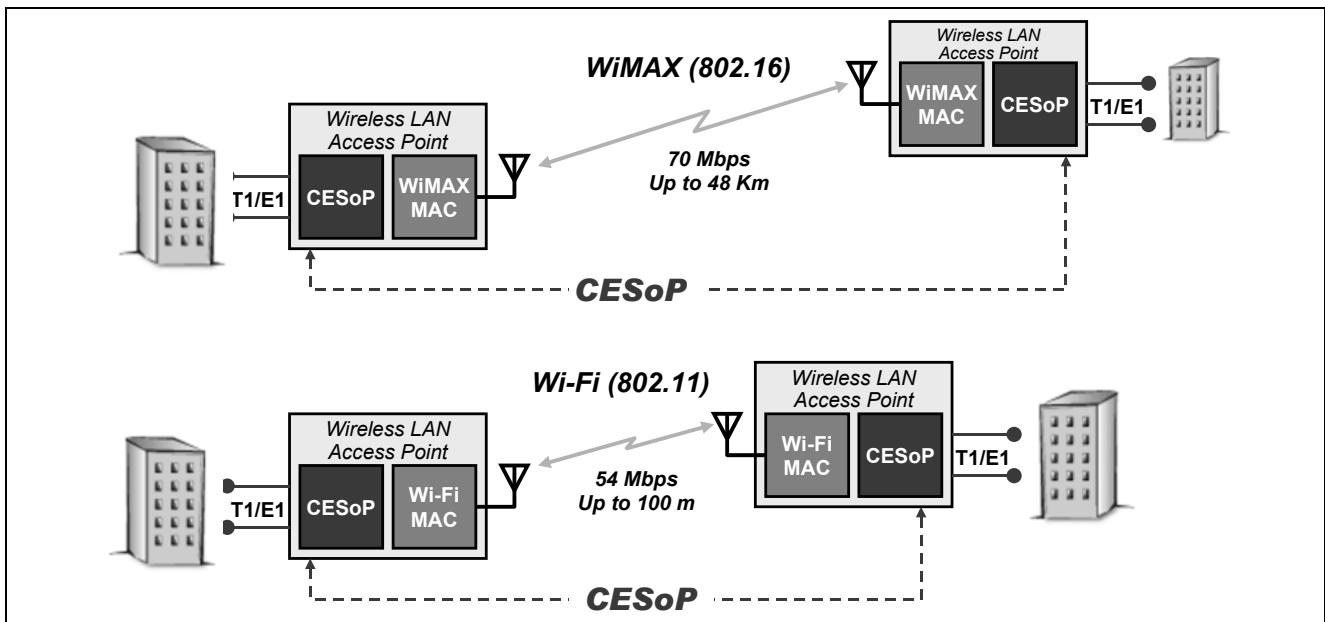 WiMAX (802.16)
Wireless LAN
Access Point
WiMAX
MAC
CESoP
T1/E1
Wireless LAN
Access Point
T1/E1
CESoP
WiMAX
MAC
70 Mbps
Up to 48 Km
CESoP
Wi-Fi (802.11)
Wireless LAN
Access Point
Wi-Fi
MAC
CESoP
T1/E1
Wireless LAN
Access Point
T1/E1
CESoP
Wi-Fi
MAC
54 Mbps
Up to 100 m
CESoP